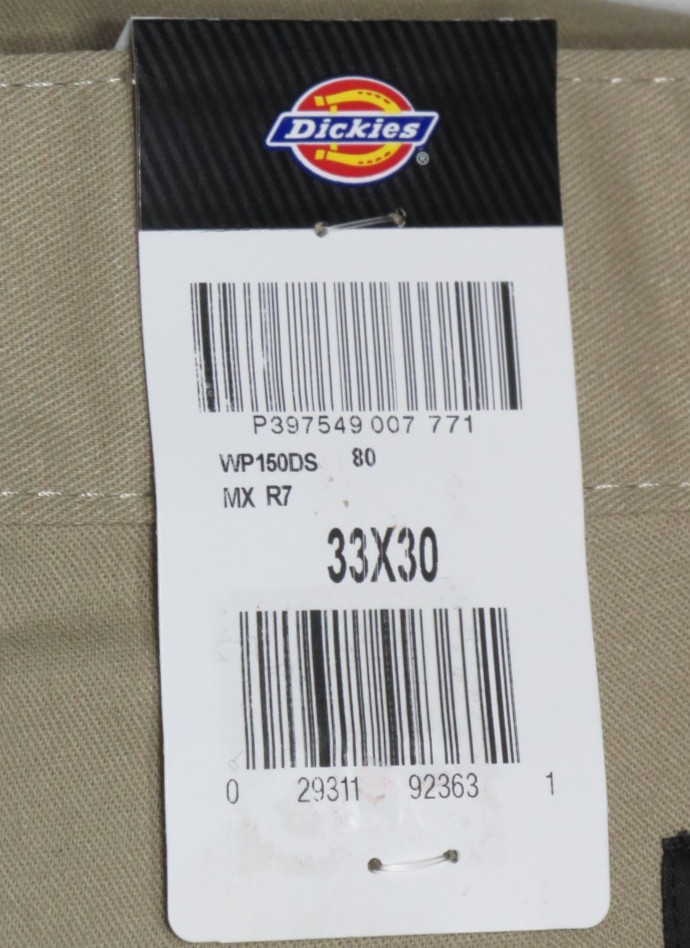 Dickies®
P397549 007 771
WP150DS 80
MX R7
33X30
0 29311 92363 1